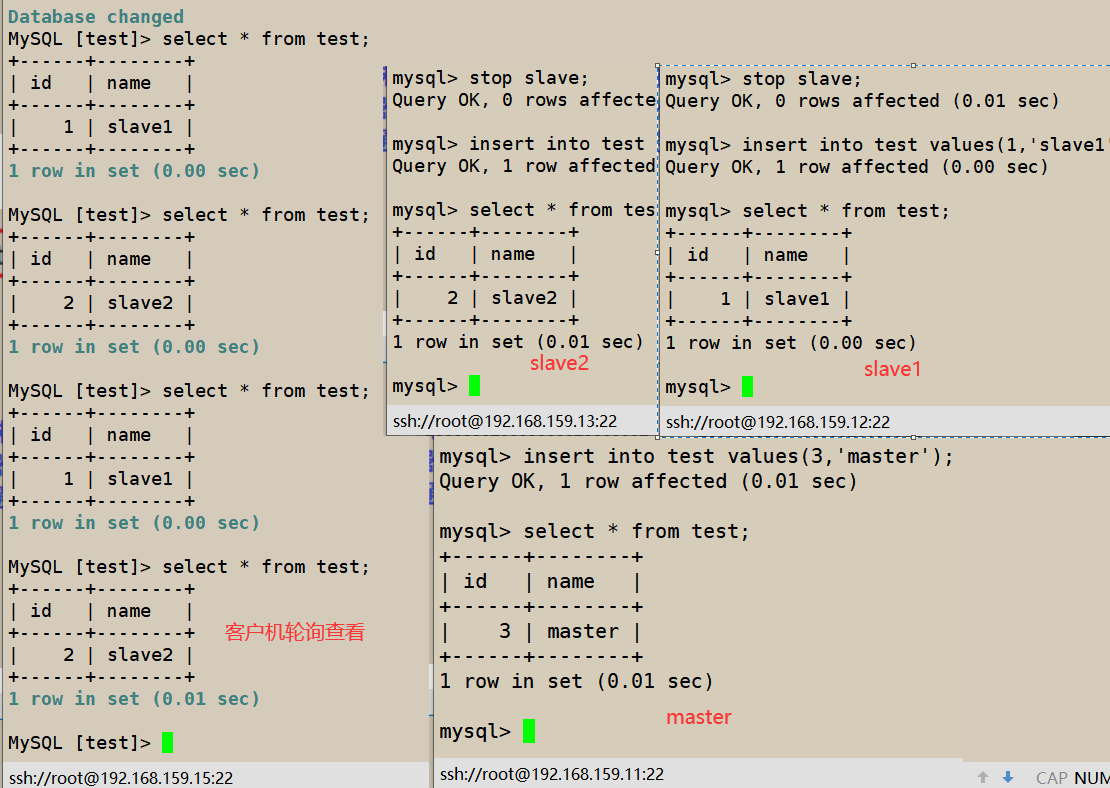 Database changed
MySQL [test]> select * from test;
+------+--------+
| id   | name   |
+------+--------+
|    1 | slave1 |
+------+--------+
1 row in set (0.00 sec)
MySQL [test]> select * from test;
+------+--------+
| id   | name   |
+------+--------+
|    2 | slave2 |
+------+--------+
1 row in set (0.00 sec)
MySQL [test]> select * from test;
+------+--------+
| id   | name   |
+------+--------+
|    1 | slave1 |
+------+--------+
1 row in set (0.00 sec)
MySQL [test]> select * from test;
+------+--------+
| id   | name   |
+------+--------+
|    2 | slave2 |
+------+--------+
1 row in set (0.01 sec)
客户机轮询查看
MySQL [test]>
ssh://root@192.168.159.15:22
mysql> stop slave;
Query OK, 0 rows affecte
mysql> insert into test
Query OK, 1 row affected
mysql> select * from tes
+------+--------+
| id   | name   |
+------+--------+
|    2 | slave2 |
+------+--------+
1 row in set (0.01 sec)
slave2
mysql>
ssh://root@192.168.159.13:22
mysql> stop slave;
Query OK, 0 rows affected (0.01 sec)
mysql> insert into test values(1,'slave1'
Query OK, 1 row affected (0.00 sec)
mysql> select * from test;
+------+--------+
| id   | name   |
+------+--------+
|    1 | slave1 |
+------+--------+
1 row in set (0.00 sec)
slave1
mysql>
ssh://root@192.168.159.12:22
mysql> insert into test values(3,'master');
Query OK, 1 row affected (0.01 sec)
mysql> select * from test;
+------+--------+
| id   | name   |
+------+--------+
|    3 | master |
+------+--------+
1 row in set (0.01 sec)
master
mysql>
ssh://root@192.168.159.11:22
CAP NUM